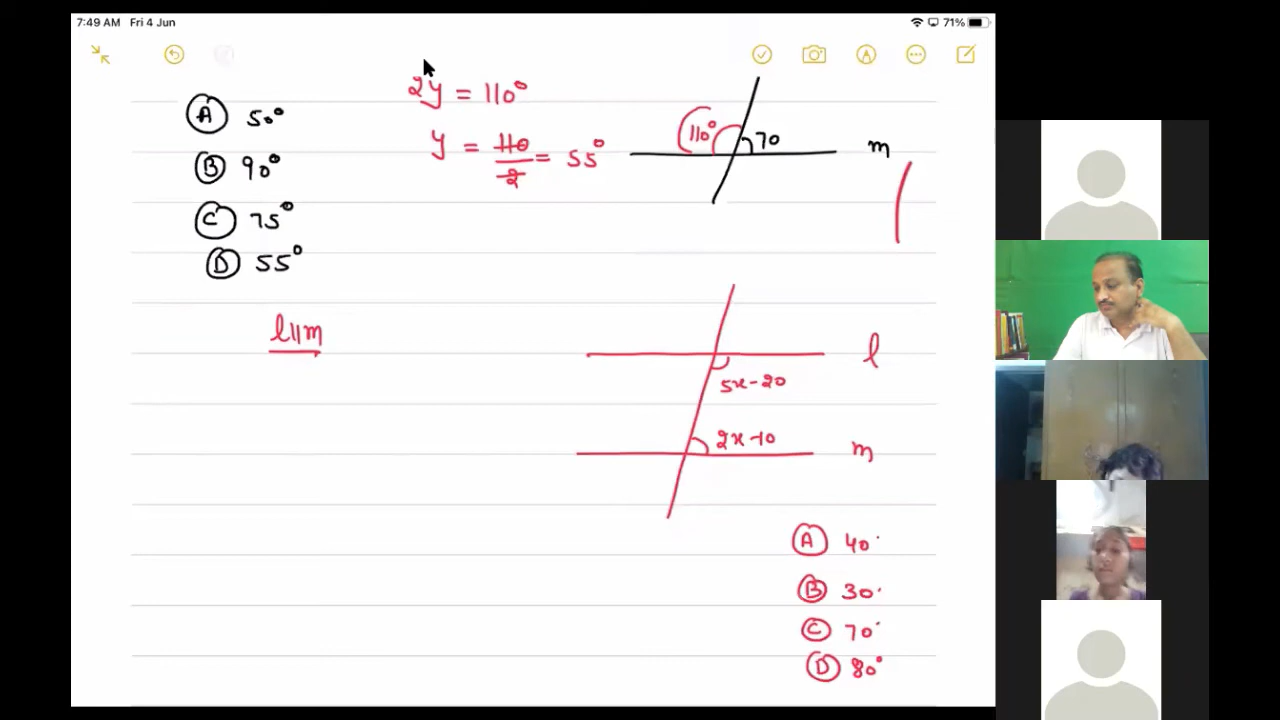 7:49 AM Fri 4 Jun
71%
2y = 110°
A 50°
y = 110/2 = 55°
110°
70
m
B 90°
C 75°
D 55°
l||m
l
5x-20
2x-10
m
A 40°
B 30°
C 70°
D 80°